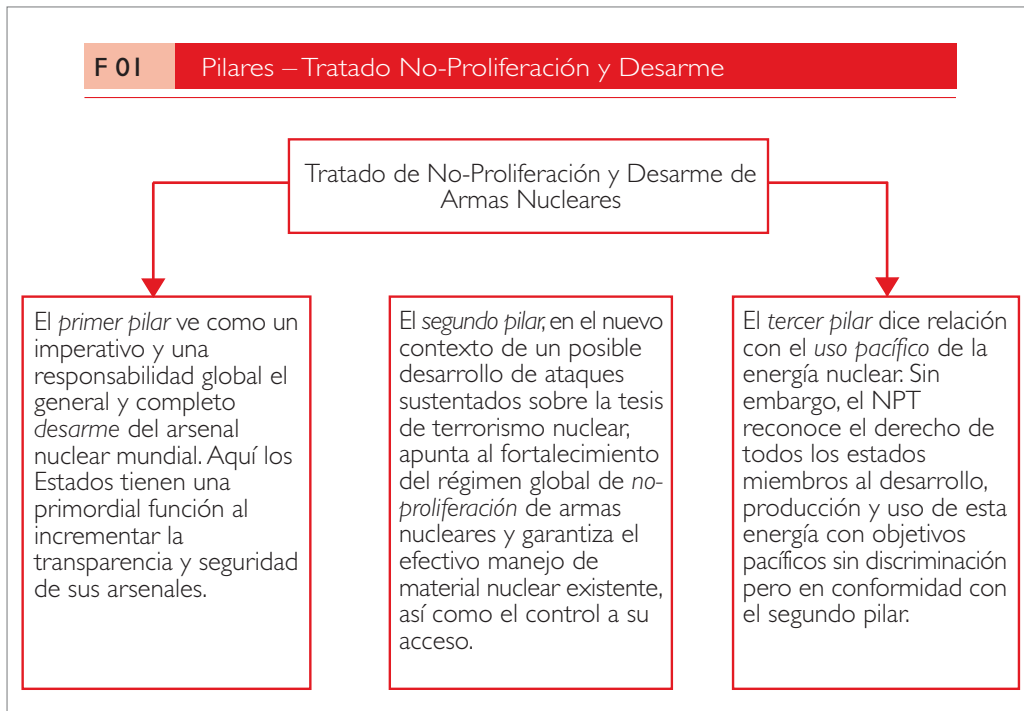 F 01
Pilares – Tratado No-Proliferación y Desarme
Tratado de No-Proliferación y Desarme de
Armas Nucleares
El primer pilar ve como un
imperativo y una
responsabilidad global el
general y completo
desarme del arsenal
nuclear mundial. Aquí los
Estados tienen una
primordial función al
incrementar la
transparencia y seguridad
de sus arsenales.
El segundo pilar, en el nuevo
contexto de un posible
desarrollo de ataques
sustentados sobre la tesis
de terrorismo nuclear,
apunta al fortalecimiento
del régimen global de no-
proliferación de armas
nucleares y garantiza el
efectivo manejo de
material nuclear existente,
así como el control a su
acceso.
El tercer pilar dice relación
con el uso pacífico de la
energía nuclear. Sin
embargo, el NPT
reconoce el derecho de
todos los estados
miembros al desarrollo,
producción y uso de esta
energía con objetivos
pacíficos sin discriminación
pero en conformidad con
el segundo pilar.